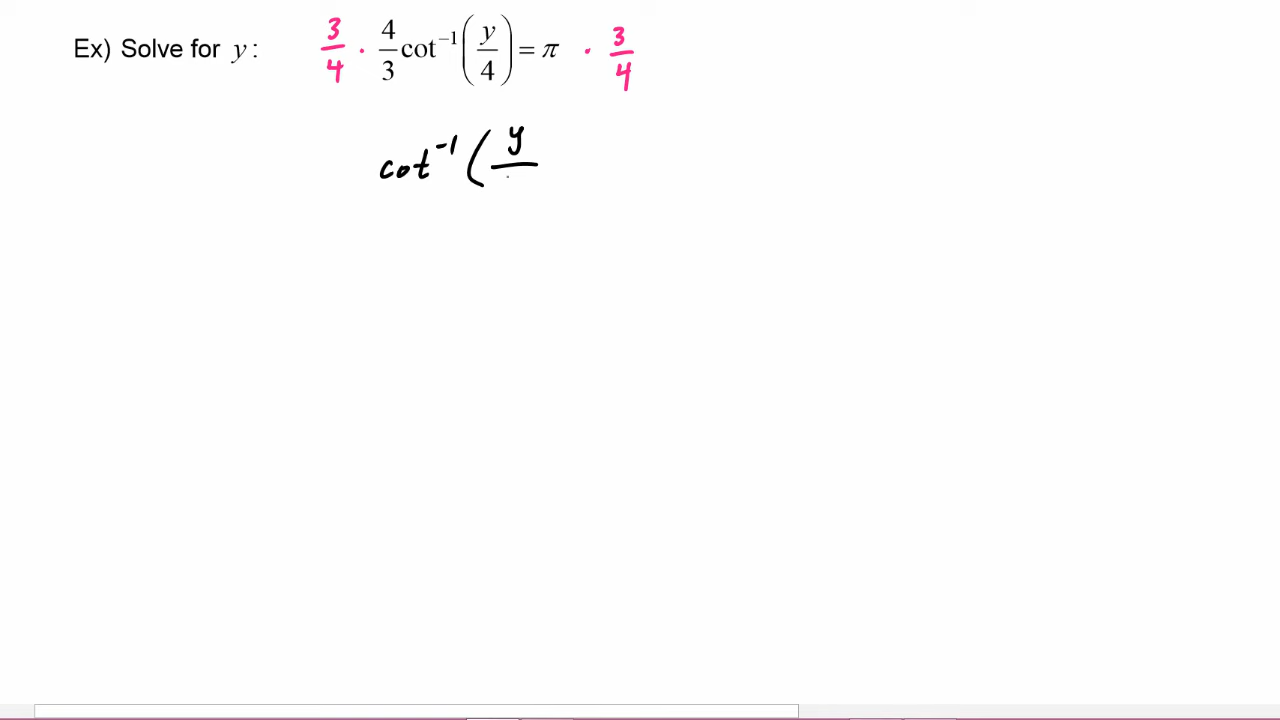 Ex) Solve for y : 3/4 · 4/3 cot⁻¹(y/4) = π · 3/4
cot⁻¹(y/